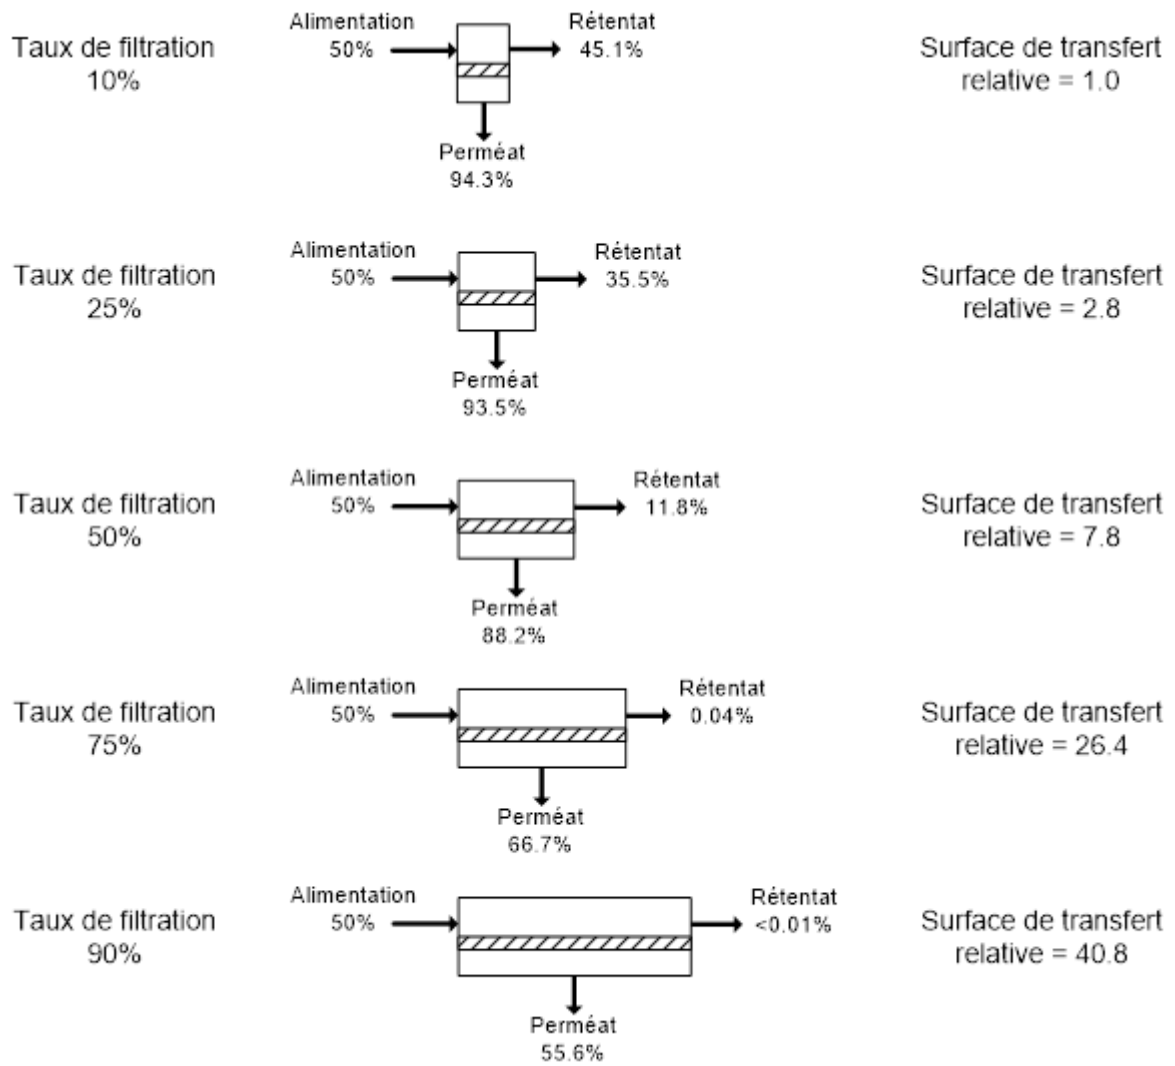 Taux de filtration
10%
Alimentation
50%
Rétentat
45.1%
Perméat
94.3%
Surface de transfert
relative = 1.0
Taux de filtration
25%
Alimentation
50%
Rétentat
35.5%
Perméat
93.5%
Surface de transfert
relative = 2.8
Taux de filtration
50%
Alimentation
50%
Rétentat
11.8%
Perméat
88.2%
Surface de transfert
relative = 7.8
Taux de filtration
75%
Alimentation
50%
Rétentat
0.04%
Perméat
66.7%
Surface de transfert
relative = 26.4
Taux de filtration
90%
Alimentation
50%
Rétentat
<0.01%
Perméat
55.6%
Surface de transfert
relative = 40.8